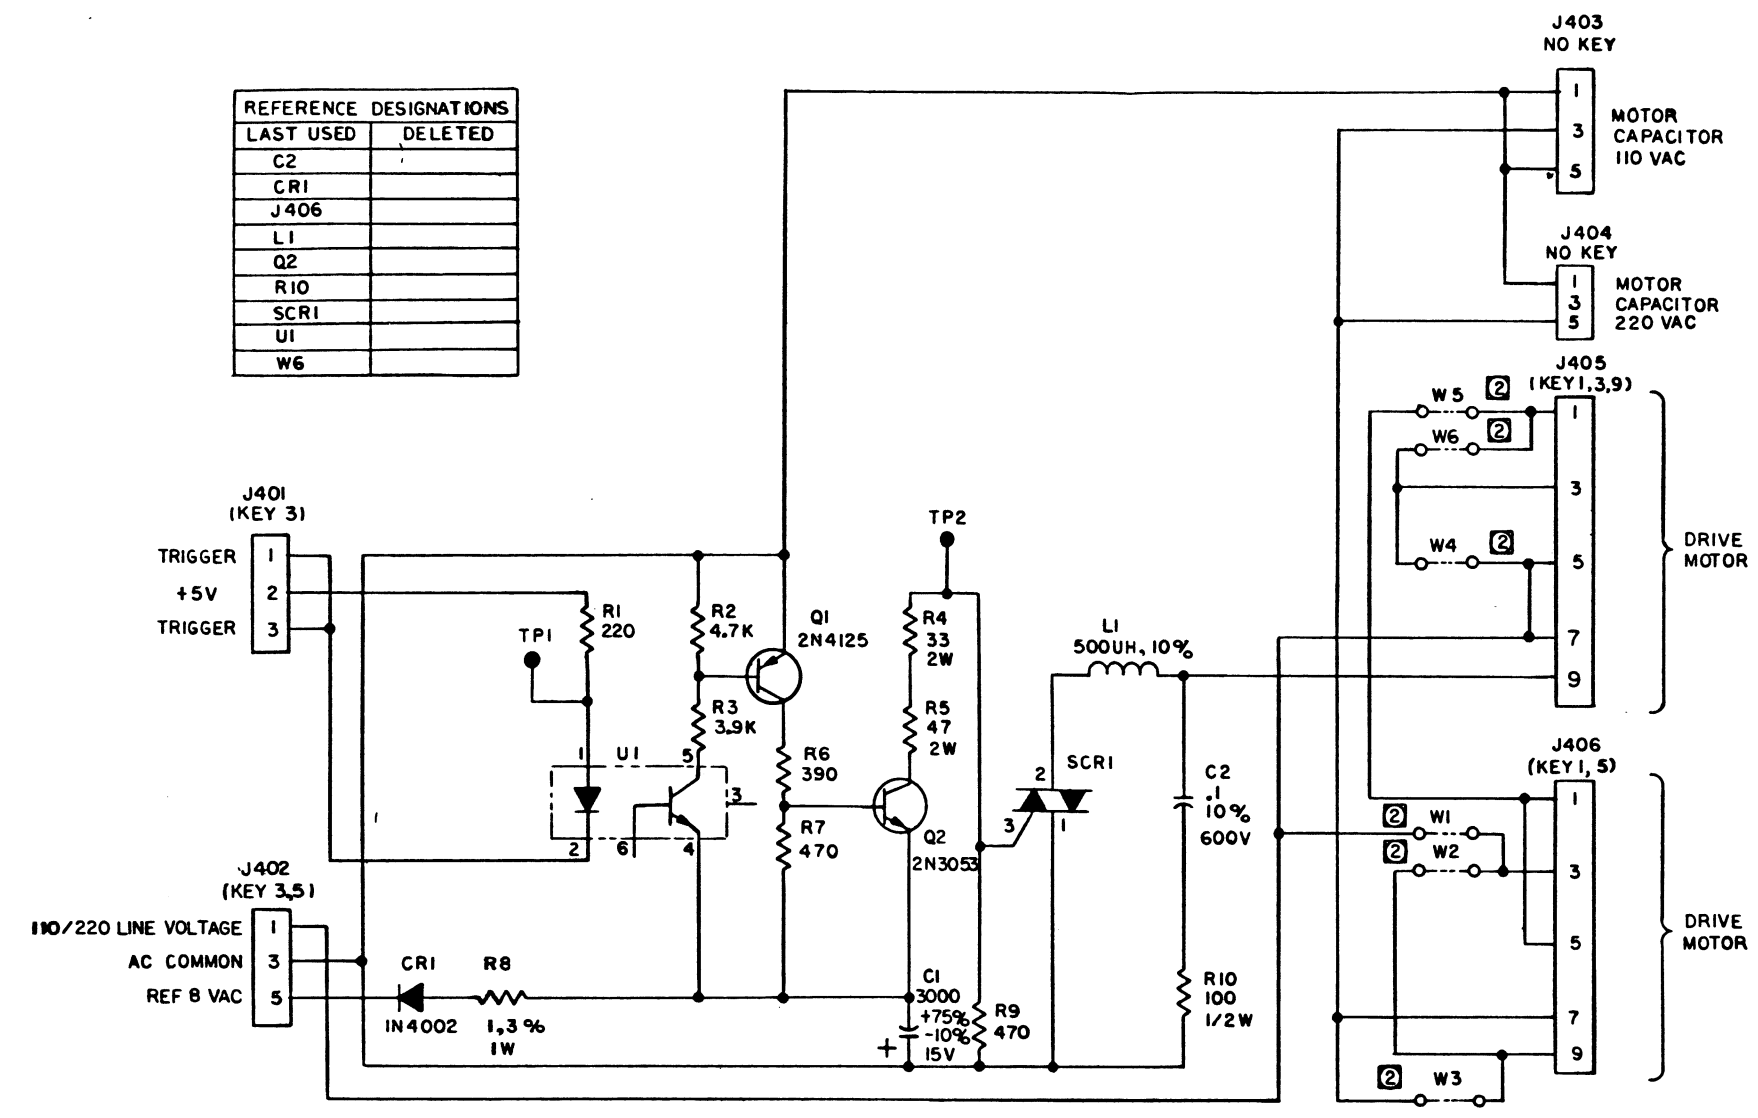 J403
NO KEY
1
3
5
MOTOR
CAPACITOR
110 VAC
REFERENCE DESIGNATIONS
LAST USED DELETED
C2
CR1
J406
L1
Q2
R10
SCR1
U1
W6
J404
NO KEY
1
3
5
MOTOR
CAPACITOR
220 VAC
J405
(KEY 1,3,9)
W5 2
W6 2
W4 2
1
3
5
7
9
DRIVE
MOTOR
J401
(KEY 3)
TRIGGER 1
+5V 2
TRIGGER 3
TP1
R1
220
R2
4.7K
Q1
2N4125
R3
3.9K
TP2
R4
33
2W
R5
47
2W
L1
500UH, 10%
U1
1
2
3
4
5
6
R6
390
R7
470
Q2
2N3053
SCR1
2
3
1
C2
.1
10%
600V
R10
100
1/2W
J406
(KEY 1, 5)
2 W1
2 W2
2 W3
1
3
5
7
9
DRIVE
MOTOR
J402
(KEY 3,5)
110/220 LINE VOLTAGE 1
AC COMMON 3
REF 8 VAC 5
CR1
1N4002
R8
1,3%
1W
C1
3000
+75%
-10%
15V
+
R9
470